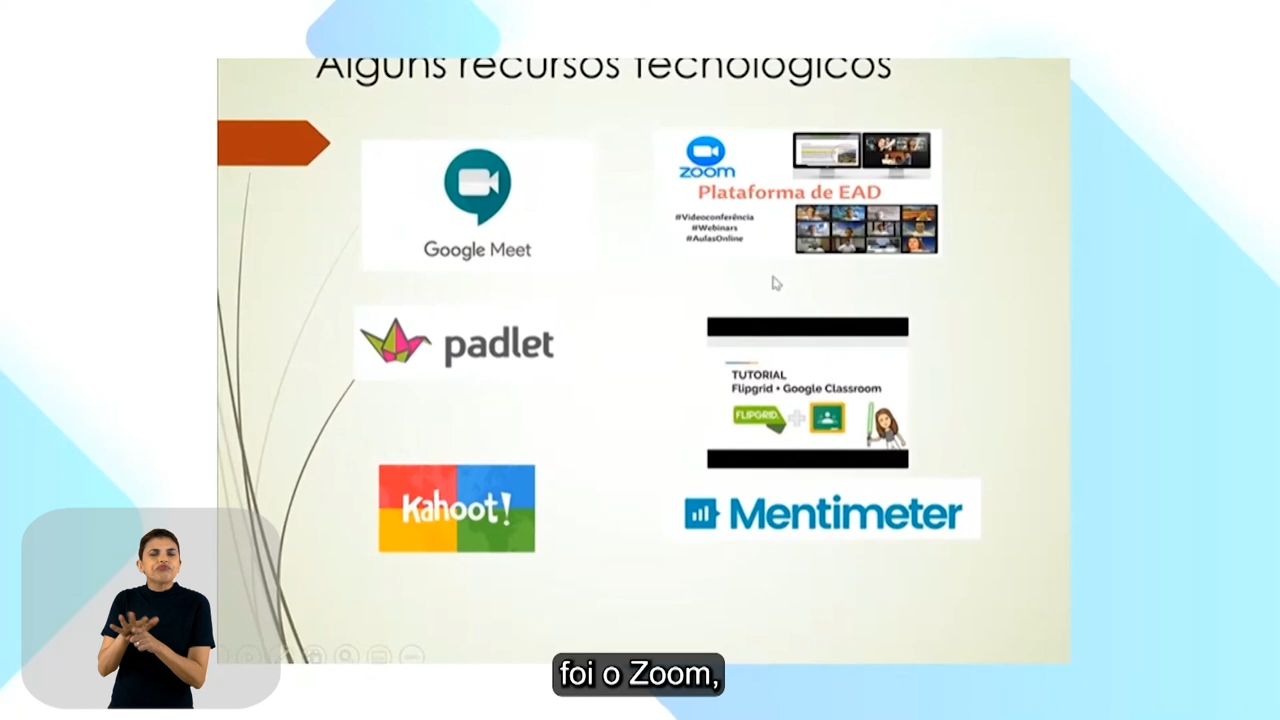 Alguns recursos tecnológicos
Google Meet
zoom
Plataforma de EAD
#Videoconferência
#Webinars
#AulasOnline
padlet
TUTORIAL
Flipgrid + Google Classroom
FLIPGRID.
Kahoot!
Mentimeter
foi o Zoom,